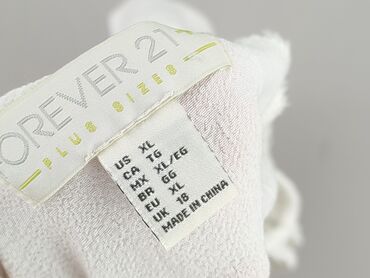 FOREVER 21
PLUS SIZES
US XL
CA TG
MX XL/EG
BR GG
EU XL
UK 18
MADE IN CHINA